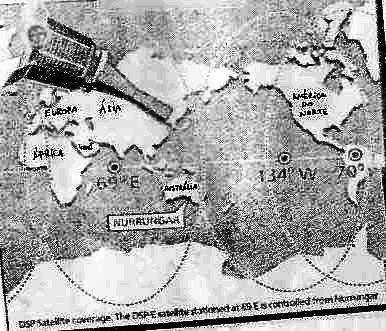 EUROPA
ÁSIA
AMÉRICA
DO
NORTE
ÁFRICA
69°E
134° W
70°
AUSTRÁLIA
NURRUNGAR
DSP Satellite coverage. The DSP-E satellite stationed at 69 E is controlled from Nurrungar.